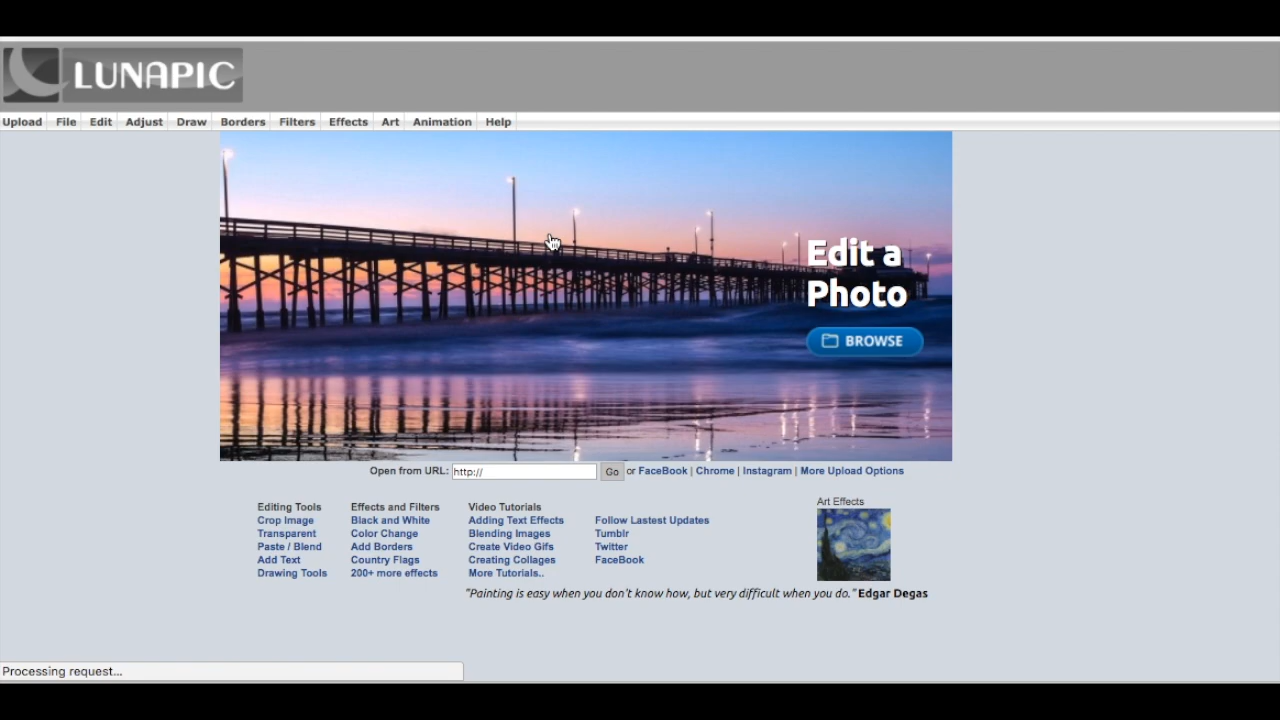 LUNAPIC
Upload File Edit Adjust Draw Borders Filters Effects Art Animation Help
Edit a
Photo
BROWSE
Open from URL: http:// Go or FaceBook | Chrome | Instagram | More Upload Options
Editing Tools
Crop Image
Transparent
Paste / Blend
Add Text
Drawing Tools
Effects and Filters
Black and White
Color Change
Add Borders
Country Flags
200+ more effects
Video Tutorials
Adding Text Effects
Blending Images
Create Video Gifs
Creating Collages
More Tutorials..
Follow Lastest Updates
Tumblr
Twitter
FaceBook
Art Effects
"Painting is easy when you don't know how, but very difficult when you do." Edgar Degas
Processing request...